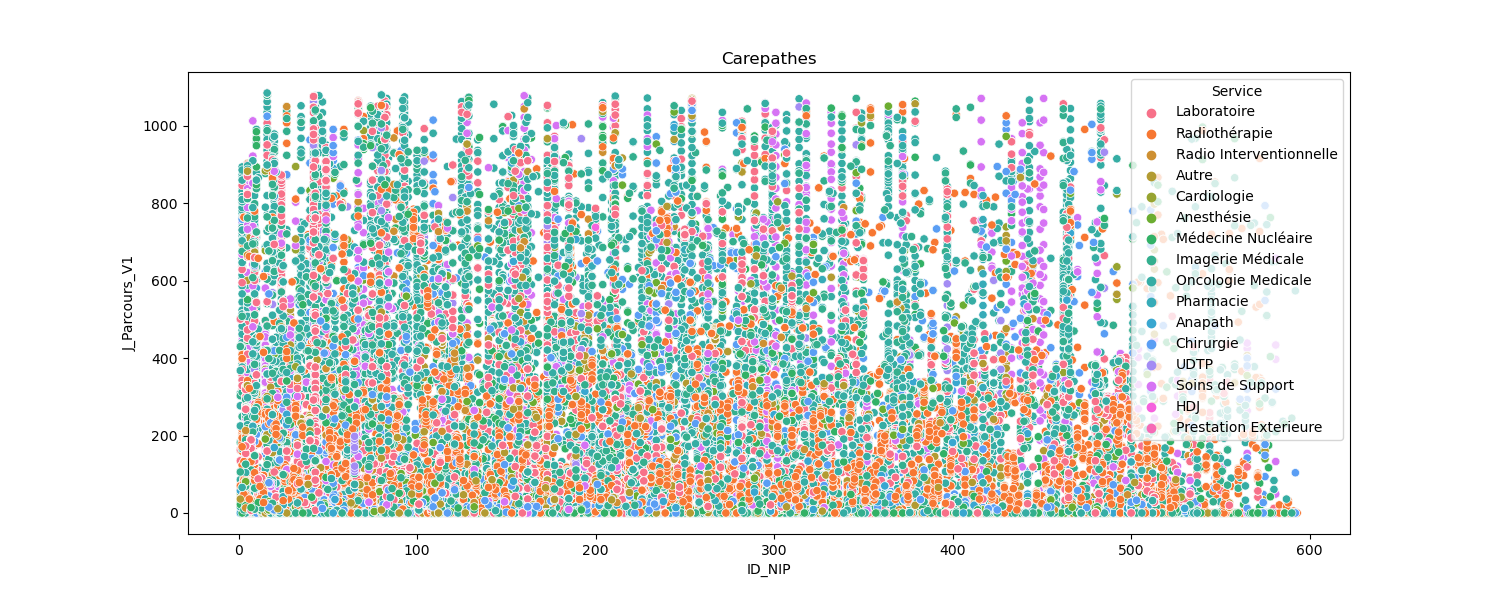 Carepathes
J_Parcours_V1
1000
800
600
400
200
0
0 100 200 300 400 500 600
ID_NIP
Service
Laboratoire
Radiothérapie
Radio Interventionnelle
Autre
Cardiologie
Anesthésie
Médecine Nucléaire
Imagerie Médicale
Oncologie Medicale
Pharmacie
Anapath
Chirurgie
UDTP
Soins de Support
HDJ
Prestation Exterieure